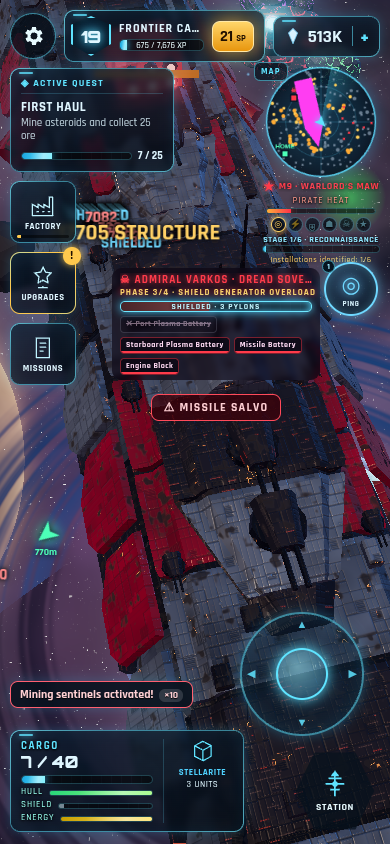 19
FRONTIER CA...
675 / 7,676 XP
21 SP
513K
+
MAP
ACTIVE QUEST
FIRST HAUL
Mine asteroids and collect 25
ore
7 / 25
HOME
M9 · WARLORD'S MAW
PIRATE HEAT
STAGE 1/6 · RECONNAISSANCE
Installations identified: 1/6
FACTORY
7082
705 STRUCTURE
SHIELDED
!
UPGRADES
1
PING
MISSIONS
ADMIRAL VARKOS · DREAD SOVE...
PHASE 3/4 · SHIELD GENERATOR OVERLOAD
SHIELDED · 3 PYLONS
× Port Plasma Battery
Starboard Plasma Battery
Missile Battery
Engine Block
⚠ MISSILE SALVO
770m
0
Mining sentinels activated!
×10
CARGO
7 / 40
HULL
SHIELD
ENERGY
STELLARITE
3 UNITS
STATION